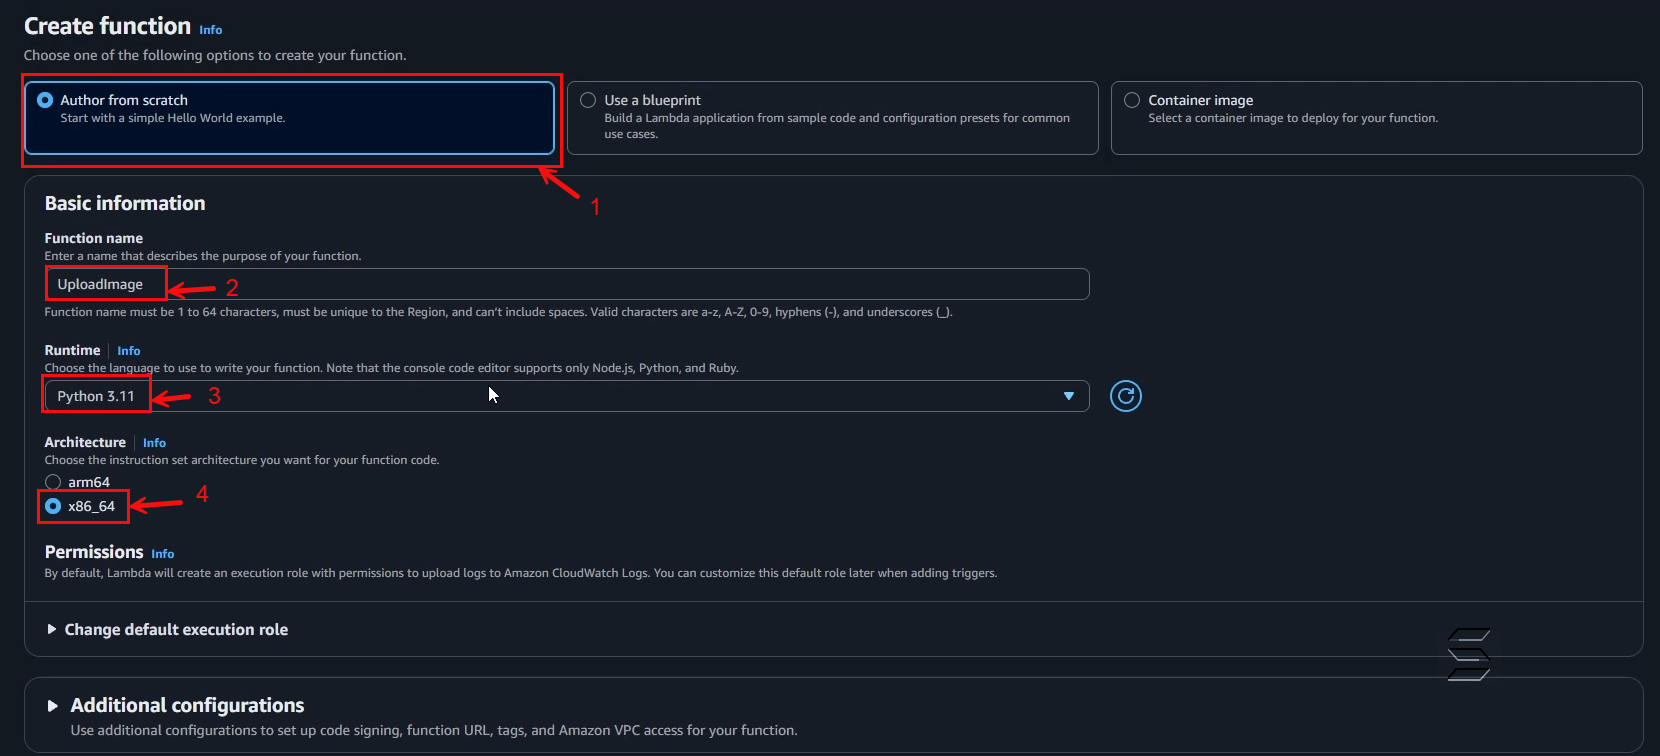 Create function Info
Choose one of the following options to create your function.
Author from scratch
Start with a simple Hello World example.
Use a blueprint
Build a Lambda application from sample code and configuration presets for common
use cases.
Container image
Select a container image to deploy for your function.
1
Basic information
Function name
Enter a name that describes the purpose of your function.
UploadImage
2
Function name must be 1 to 64 characters, must be unique to the Region, and can't include spaces. Valid characters are a-z, A-Z, 0-9, hyphens (-), and underscores (_).
Runtime Info
Choose the language to use to write your function. Note that the console code editor supports only Node.js, Python, and Ruby.
Python 3.11
3
Architecture Info
Choose the instruction set architecture you want for your function code.
arm64
x86_64
4
Permissions Info
By default, Lambda will create an execution role with permissions to upload logs to Amazon CloudWatch Logs. You can customize this default role later when adding triggers.
Change default execution role
Additional configurations
Use additional configurations to set up code signing, function URL, tags, and Amazon VPC access for your function.